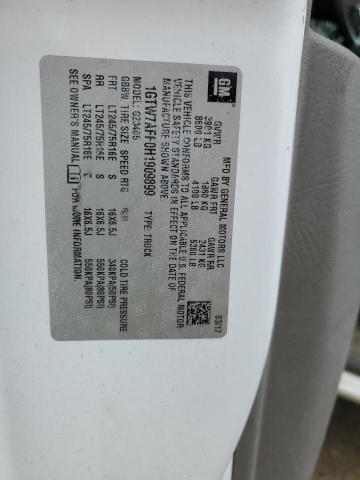 GM
MFD BY GENERAL MOTORS LLC
03/17
GVWR
GAWR FRT
GAWR RR
3901 KG
1860 KG
2431 KG
8600 LB
4100 LB
5360 LB
THIS VEHICLE CONFORMS TO ALL APPLICABLE U.S. FEDERAL MOTOR
VEHICLE SAFETY STANDARDS IN EFFECT ON THE DATE OF
MANUFACTURE SHOWN ABOVE.
1GTW7AFF0H1909999
TYPE: TRUCK
MODEL: G23405
GBBW TIRE SIZE SPEED RTG RIM COLD TIRE PRESSURE
FRT LT245/75R16E S 16X6.5J 340KPA(50PSI)
RR LT245/75R16E S 16X6.5J 550KPA(80PSI)
SPA LT245/75R16E 16X6.5J 550KPA(80PSI)
SEE OWNER'S MANUAL FOR MORE INFORMATION.